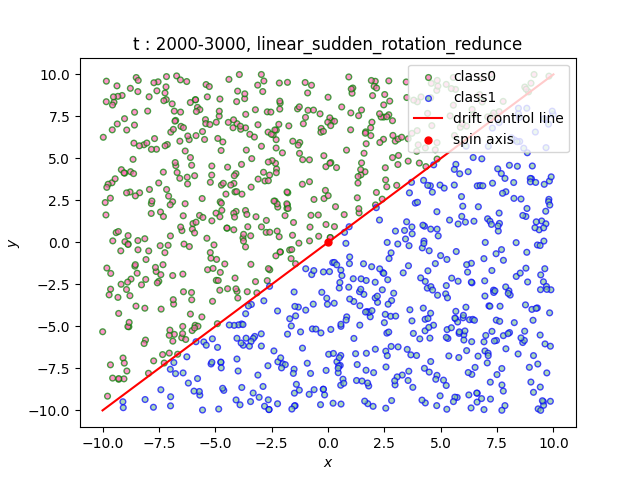 t : 2000-3000, linear_sudden_rotation_redunce
class0
class1
drift control line
spin axis
10.0
7.5
5.0
2.5
0.0
−2.5
−5.0
−7.5
−10.0
y
−10.0 −7.5 −5.0 −2.5 0.0 2.5 5.0 7.5 10.0
x